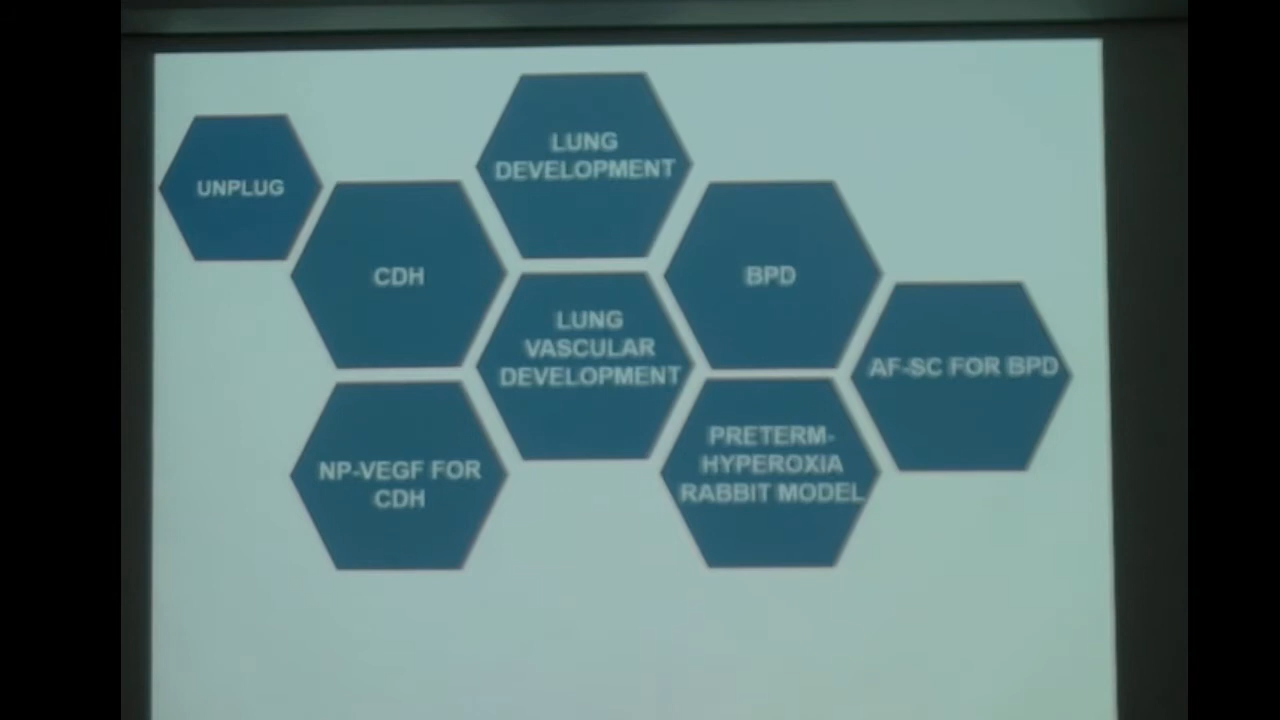 UNPLUG
LUNG
DEVELOPMENT
CDH
BPD
LUNG
VASCULAR
DEVELOPMENT
AF-SC FOR BPD
NP-VEGF FOR
CDH
PRETERM-
HYPEROXIA
RABBIT MODEL